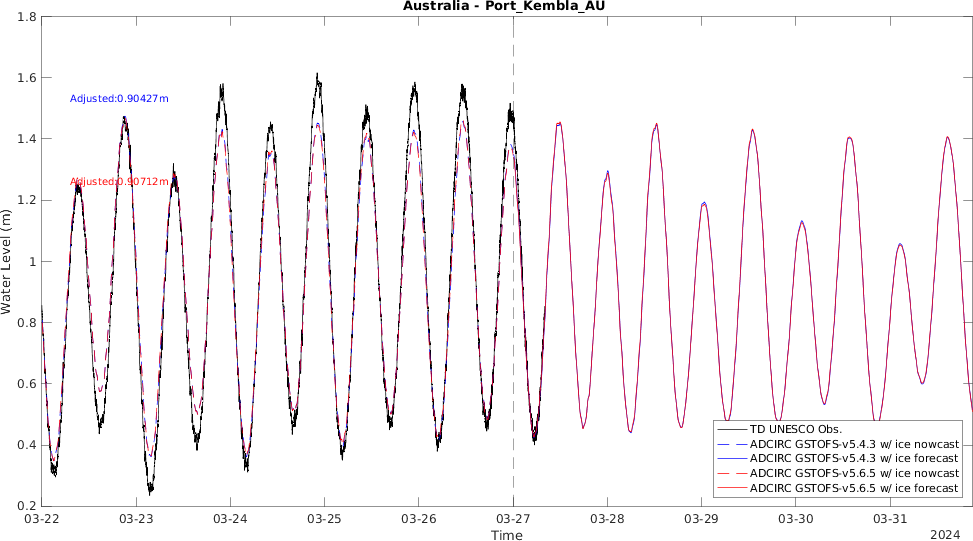 Australia - Port_Kembla_AU
1.8
1.6
1.4
1.2
1
0.8
0.6
0.4
0.2
Water Level (m)
Adjusted:0.90427m
Adjusted:0.90712m
TD UNESCO Obs.
ADCIRC GSTOFS-v5.4.3 w/ ice nowcast
ADCIRC GSTOFS-v5.4.3 w/ ice forecast
ADCIRC GSTOFS-v5.6.5 w/ ice nowcast
ADCIRC GSTOFS-v5.6.5 w/ ice forecast
03-22 03-23 03-24 03-25 03-26 03-27 03-28 03-29 03-30 03-31
Time
2024